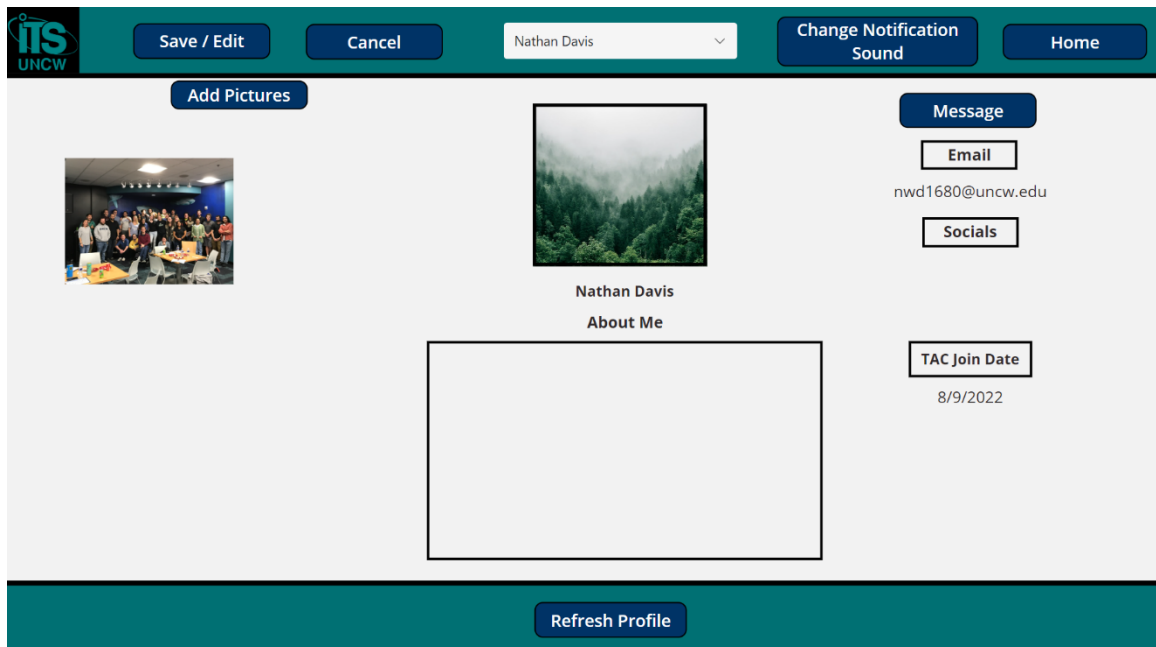 iTS
UNCW
Save / Edit
Cancel
Nathan Davis
Change Notification
Sound
Home
Add Pictures
Message
Email
nwd1680@uncw.edu
Socials
Nathan Davis
About Me
TAC Join Date
8/9/2022
Refresh Profile